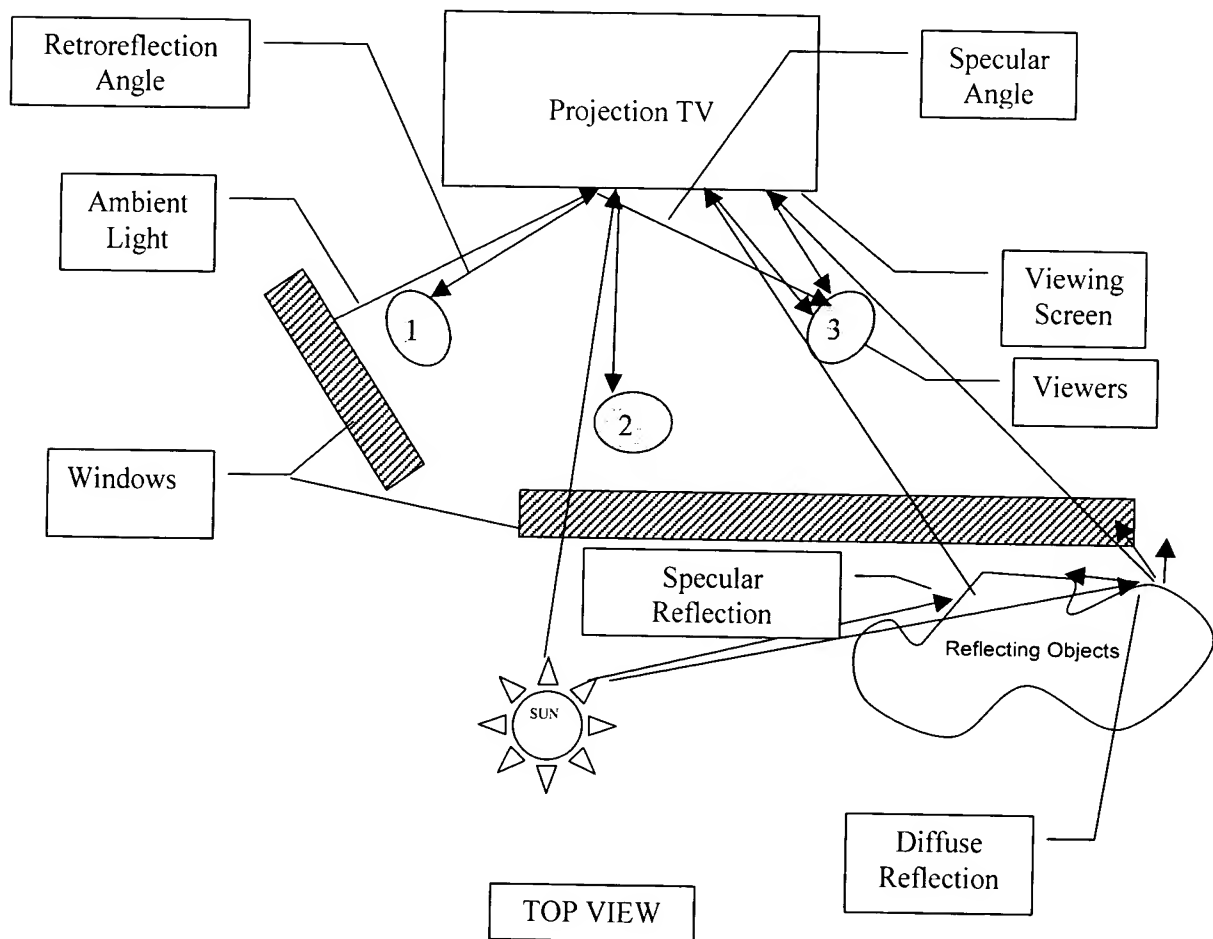 Retroreflection
Angle
Projection TV
Specular
Angle
Ambient
Light
1
3
Viewing
Screen
Viewers
2
Windows
Specular
Reflection
Reflecting Objects
SUN
Diffuse
Reflection
TOP VIEW